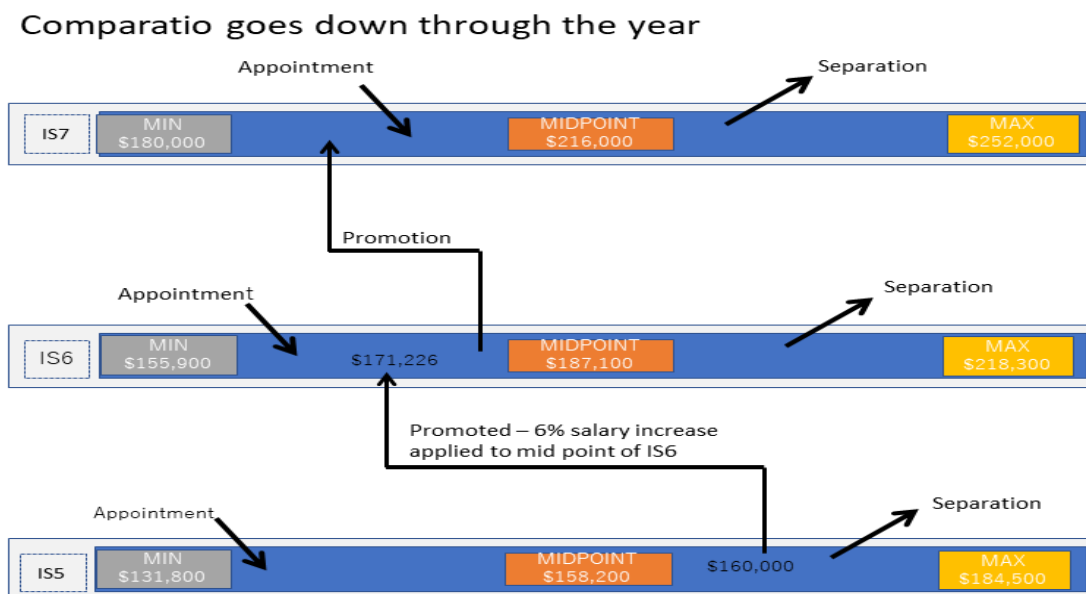 Comparatio goes down through the year
Appointment
Separation
IS7
MIN
$180,000
MIDPOINT
$216,000
MAX
$252,000
Promotion
Appointment
Separation
IS6
MIN
$155,900
$171,226
MIDPOINT
$187,100
MAX
$218,300
Promoted – 6% salary increase
applied to mid point of IS6
Appointment
Separation
IS5
MIN
$131,800
MIDPOINT
$158,200
$160,000
MAX
$184,500